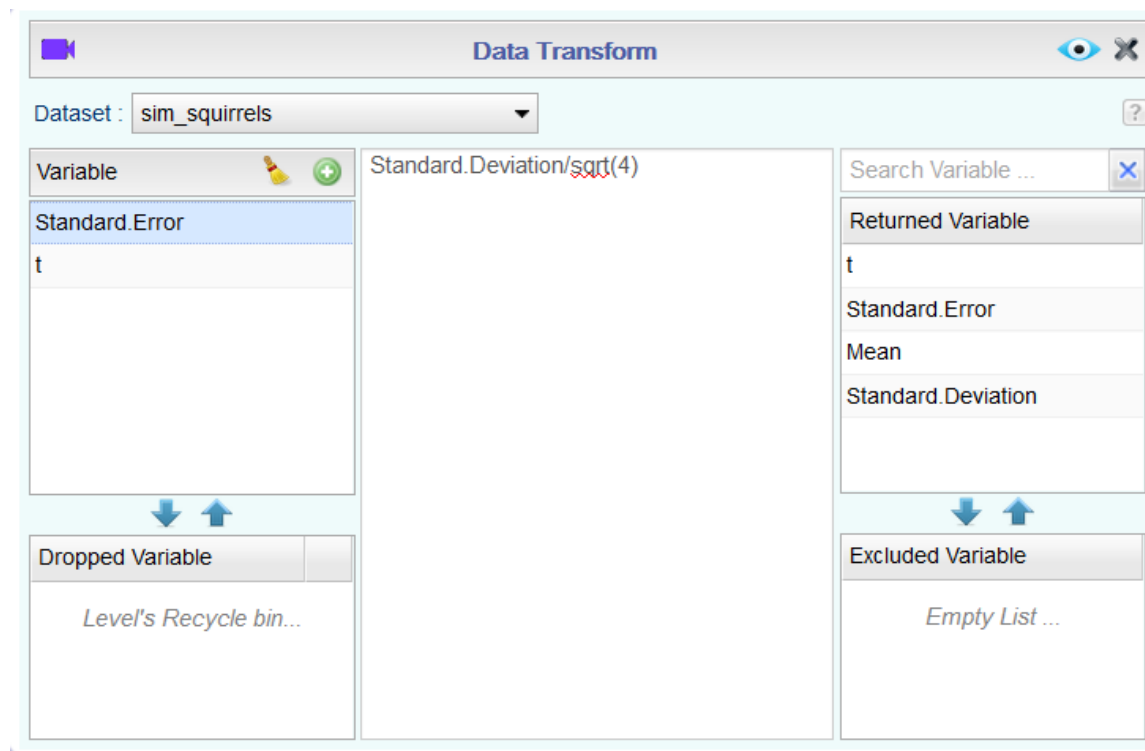 Data Transform
Dataset : sim_squirrels
?
Variable
Standard.Error
t
Standard.Deviation/sqrt(4)
Search Variable ...
Returned Variable
t
Standard.Error
Mean
Standard.Deviation
Dropped Variable
Level's Recycle bin...
Excluded Variable
Empty List ...